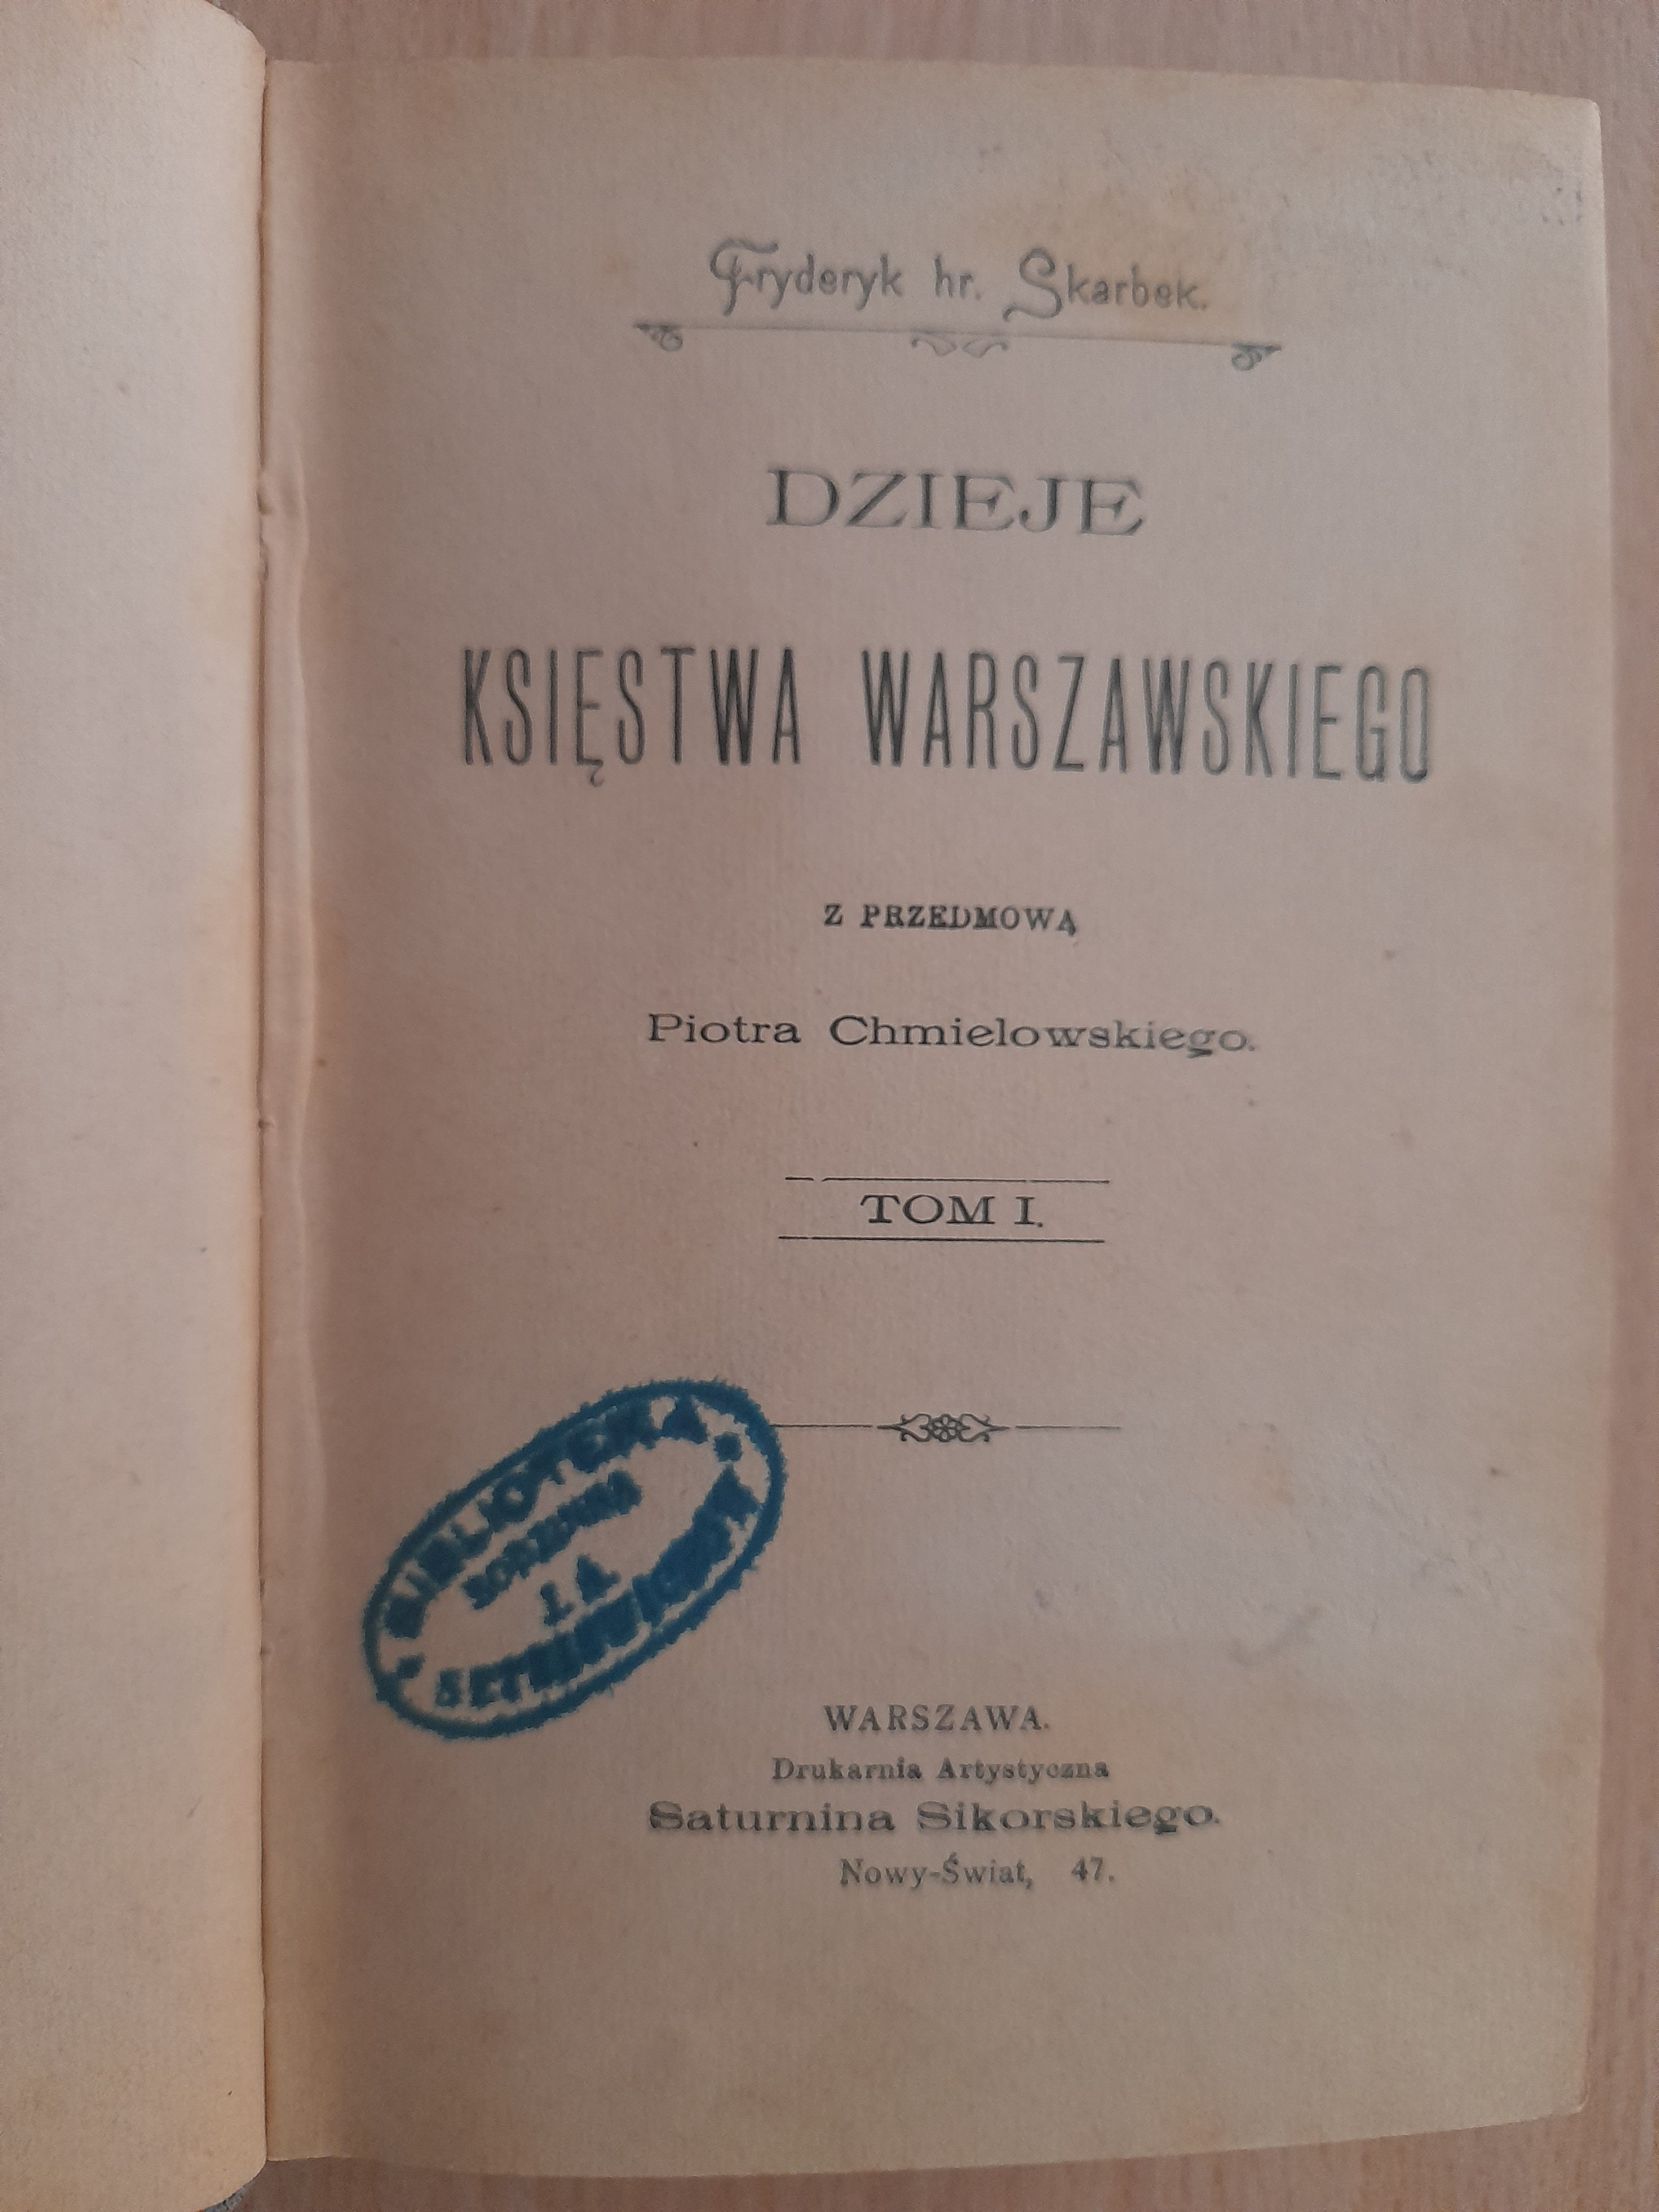 Fryderyk hr. Skarbek.
DZIEJE
KSIĘSTWA WARSZAWSKIEGO
Z PRZEDMOWĄ
Piotra Chmielowskiego.
TOM I.
BIBLIOTEKA
RODZINNA
WARSZAWA.
Drukarnia Artystyczna
Saturnina Sikorskiego.
Nowy-Świat, 47.